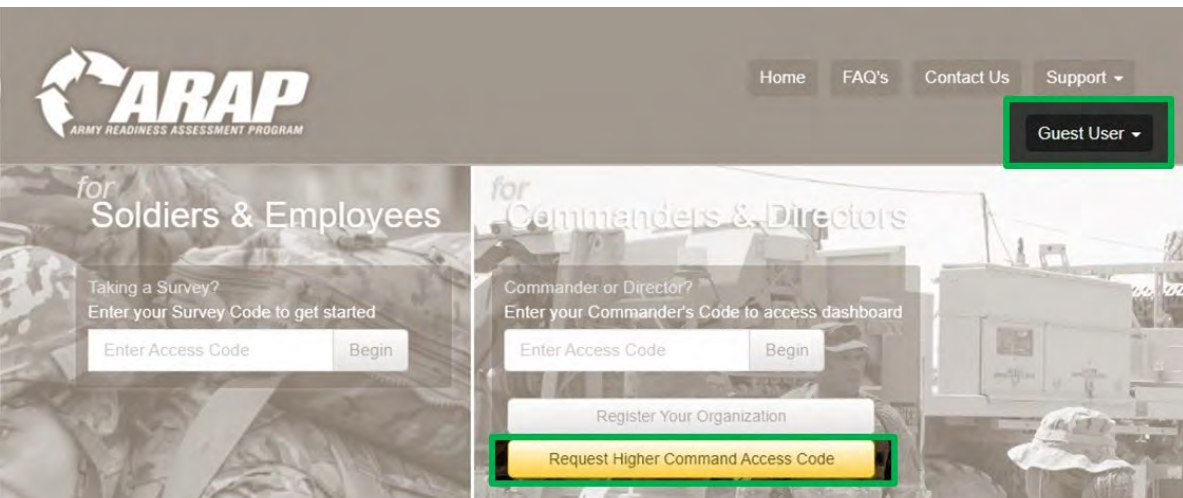 ARAP
ARMY READINESS ASSESSMENT PROGRAM
Home FAQ's Contact Us Support
Guest User
for
Soldiers & Employees
Taking a Survey?
Enter your Survey Code to get started
Enter Access Code Begin
for
Commanders & Directors
Commander or Director?
Enter your Commander's Code to access dashboard
Enter Access Code Begin
Register Your Organization
Request Higher Command Access Code